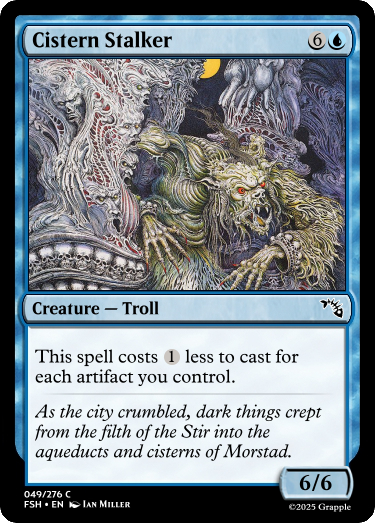 Cistern Stalker 6
Creature — Troll
This spell costs 1 less to cast for
each artifact you control.
As the city crumbled, dark things crept
from the filth of the Stir into the
aqueducts and cisterns of Morstad.
6/6
049/276 C
FSH • EN Ian Miller
©2025 Grapple